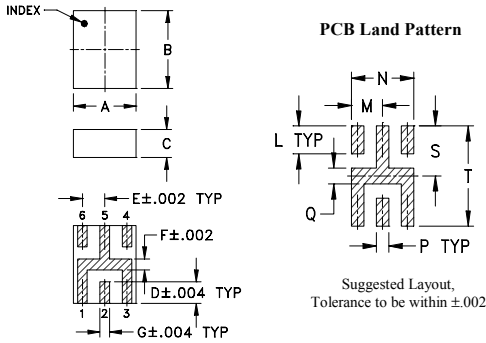 INDEX
B
A
C
E±.002 TYP
6 5 4
F±.002
D±.004 TYP
1 2 3
G±.004 TYP
PCB Land Pattern
N
M
L TYP
S
T
Q
P TYP
Suggested Layout,
Tolerance to be within ±.002